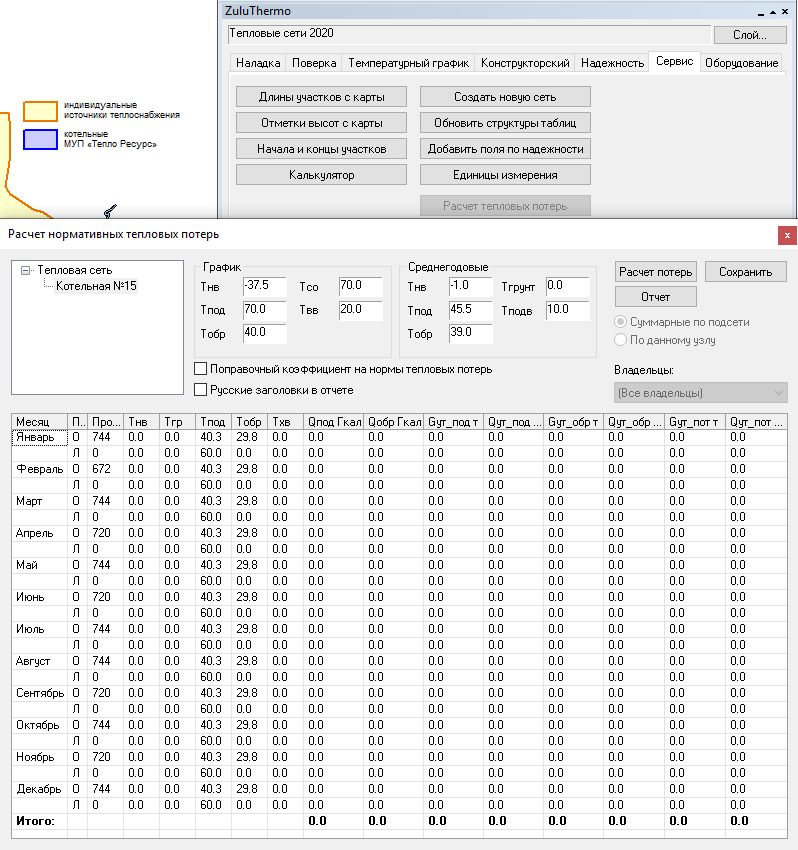 ZuluThermo
Тепловые сети 2020
Слой...
Наладка Поверка Температурный график Конструкторский Надежность Сервис Оборудование
индивидуальные
источники теплоснабжения
котельные
МУП «Тепло Ресурс»
Длины участков с карты Создать новую сеть
Отметки высот с карты Обновить структуры таблиц
Начала и концы участков Добавить поля по надежности
Калькулятор Единицы измерения
Расчет тепловых потерь
Расчет нормативных тепловых потерь
Тепловая сеть
Котельная №15
График
Тнв -37.5 Тсо 70.0
Тпод 70.0 Твв 20.0
Тобр 40.0
Среднегодовые
Тнв -1.0 Тгрунт 0.0
Тпод 45.5 Тподв 10.0
Тобр 39.0
Расчет потерь Сохранить
Отчет
Суммарные по подсети
По данному узлу
Владельцы:
(Все владельцы)
Поправочный коэффициент на нормы тепловых потерь
Русские заголовки в отчете
Месяц П.. Про... Тнв Тгр Тпод Тобр Тхв Qпод Гкал Qобр Гкал Gут_под т Qут_под ... Gут_обр т Qут_обр ... Gут_пот т Qут_пот ...
Январь О 744 0.0 0.0 40.3 29.8 0.0 0.0 0.0 0.0 0.0 0.0 0.0 0.0 0.0
Л 0 0.0 0.0 60.0 0.0 0.0 0.0 0.0 0.0 0.0 0.0 0.0 0.0 0.0
Февраль О 672 0.0 0.0 40.3 29.8 0.0 0.0 0.0 0.0 0.0 0.0 0.0 0.0 0.0
Л 0 0.0 0.0 60.0 0.0 0.0 0.0 0.0 0.0 0.0 0.0 0.0 0.0 0.0
Март О 744 0.0 0.0 40.3 29.8 0.0 0.0 0.0 0.0 0.0 0.0 0.0 0.0 0.0
Л 0 0.0 0.0 60.0 0.0 0.0 0.0 0.0 0.0 0.0 0.0 0.0 0.0 0.0
Апрель О 720 0.0 0.0 40.3 29.8 0.0 0.0 0.0 0.0 0.0 0.0 0.0 0.0 0.0
Л 0 0.0 0.0 60.0 0.0 0.0 0.0 0.0 0.0 0.0 0.0 0.0 0.0 0.0
Май О 744 0.0 0.0 40.3 29.8 0.0 0.0 0.0 0.0 0.0 0.0 0.0 0.0 0.0
Л 0 0.0 0.0 60.0 0.0 0.0 0.0 0.0 0.0 0.0 0.0 0.0 0.0 0.0
Июнь О 720 0.0 0.0 40.3 29.8 0.0 0.0 0.0 0.0 0.0 0.0 0.0 0.0 0.0
Л 0 0.0 0.0 60.0 0.0 0.0 0.0 0.0 0.0 0.0 0.0 0.0 0.0 0.0
Июль О 744 0.0 0.0 40.3 29.8 0.0 0.0 0.0 0.0 0.0 0.0 0.0 0.0 0.0
Л 0 0.0 0.0 60.0 0.0 0.0 0.0 0.0 0.0 0.0 0.0 0.0 0.0 0.0
Август О 744 0.0 0.0 40.3 29.8 0.0 0.0 0.0 0.0 0.0 0.0 0.0 0.0 0.0
Л 0 0.0 0.0 60.0 0.0 0.0 0.0 0.0 0.0 0.0 0.0 0.0 0.0 0.0
Сентябрь О 720 0.0 0.0 40.3 29.8 0.0 0.0 0.0 0.0 0.0 0.0 0.0 0.0 0.0
Л 0 0.0 0.0 60.0 0.0 0.0 0.0 0.0 0.0 0.0 0.0 0.0 0.0 0.0
Октябрь О 744 0.0 0.0 40.3 29.8 0.0 0.0 0.0 0.0 0.0 0.0 0.0 0.0 0.0
Л 0 0.0 0.0 60.0 0.0 0.0 0.0 0.0 0.0 0.0 0.0 0.0 0.0 0.0
Ноябрь О 720 0.0 0.0 40.3 29.8 0.0 0.0 0.0 0.0 0.0 0.0 0.0 0.0 0.0
Л 0 0.0 0.0 60.0 0.0 0.0 0.0 0.0 0.0 0.0 0.0 0.0 0.0 0.0
Декабрь О 744 0.0 0.0 40.3 29.8 0.0 0.0 0.0 0.0 0.0 0.0 0.0 0.0 0.0
Л 0 0.0 0.0 60.0 0.0 0.0 0.0 0.0 0.0 0.0 0.0 0.0 0.0 0.0
Итого: 0.0 0.0 0.0 0.0 0.0 0.0 0.0 0.0